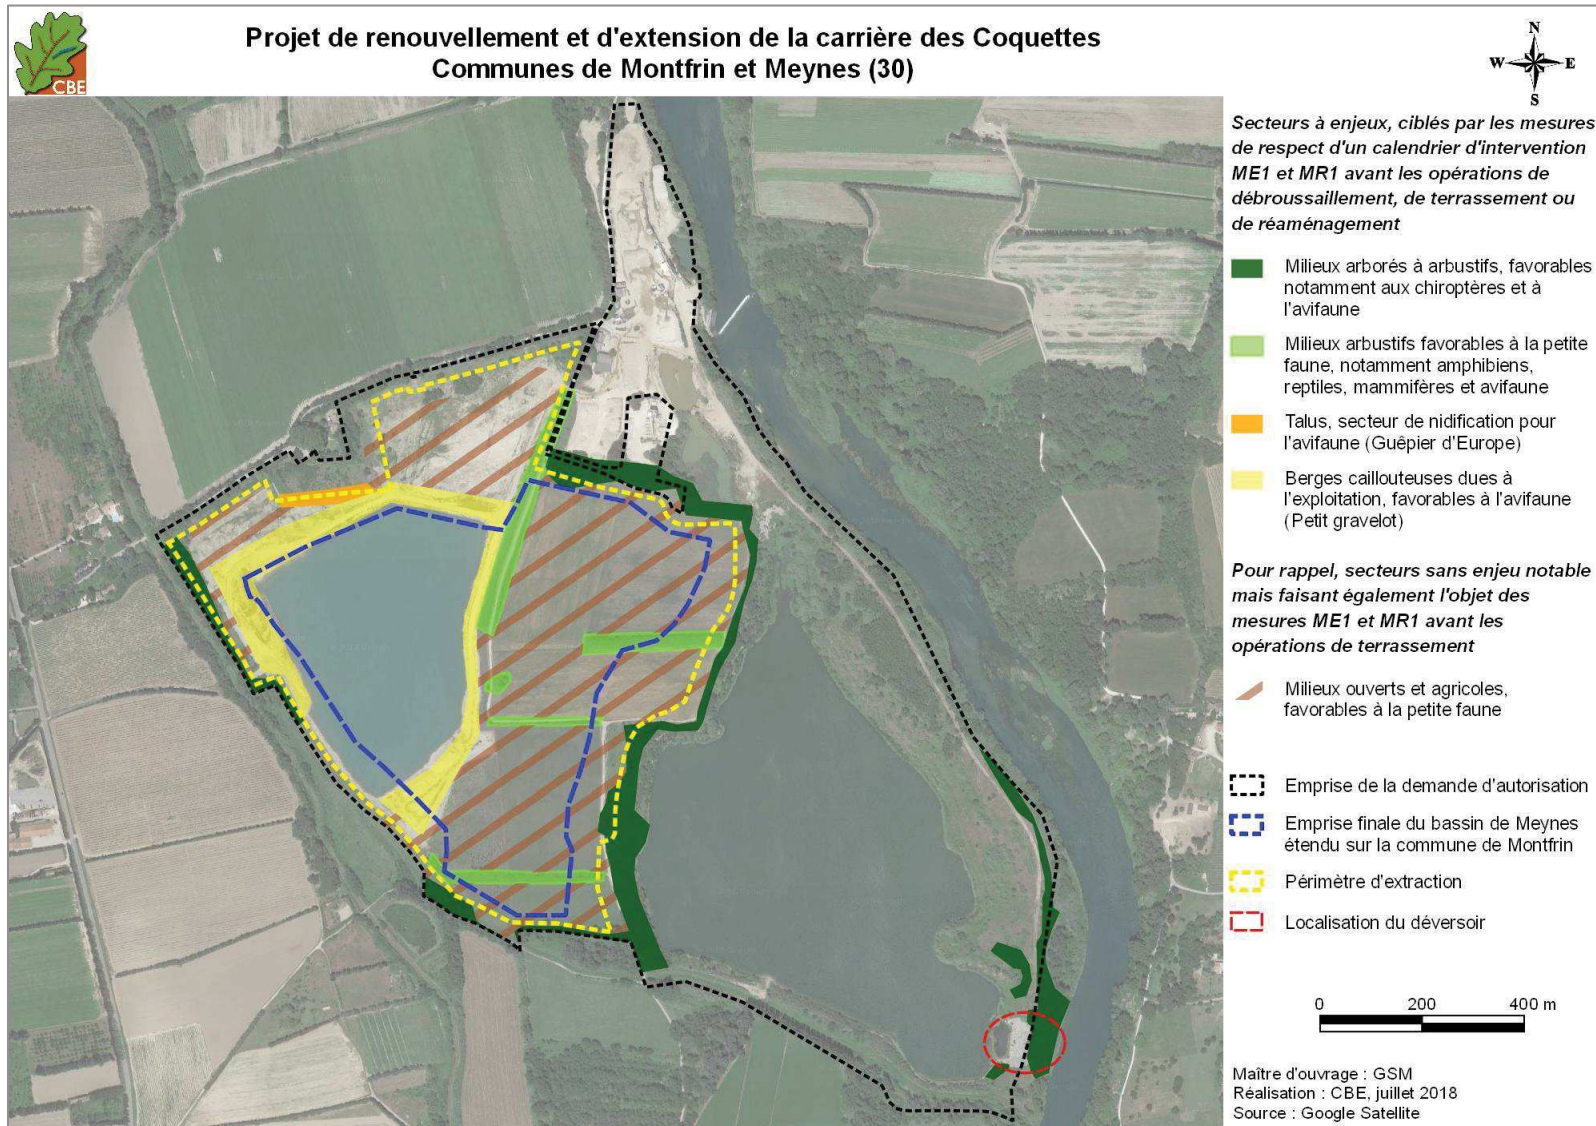 CBE
Projet de renouvellement et d'extension de la carrière des Coquettes
Communes de Montfrin et Meynes (30)
N
W E
S
Secteurs à enjeux, ciblés par les mesures
de respect d'un calendrier d'intervention
ME1 et MR1 avant les opérations de
débroussaillement, de terrassement ou
de réaménagement
Milieux arborés à arbustifs, favorables
notamment aux chiroptères et à
l'avifaune
Milieux arbustifs favorables à la petite
faune, notamment amphibiens,
reptiles, mammifères et avifaune
Talus, secteur de nidification pour
l'avifaune (Guêpier d'Europe)
Berges caillouteuses dues à
l'exploitation, favorables à l'avifaune
(Petit gravelot)
Pour rappel, secteurs sans enjeu notable
mais faisant également l'objet des
mesures ME1 et MR1 avant les
opérations de terrassement
Milieux ouverts et agricoles,
favorables à la petite faune
Emprise de la demande d'autorisation
Emprise finale du bassin de Meynes
étendu sur la commune de Montfrin
Périmètre d'extraction
Localisation du déversoir
0 200 400 m
Maître d'ouvrage : GSM
Réalisation : CBE, juillet 2018
Source : Google Satellite